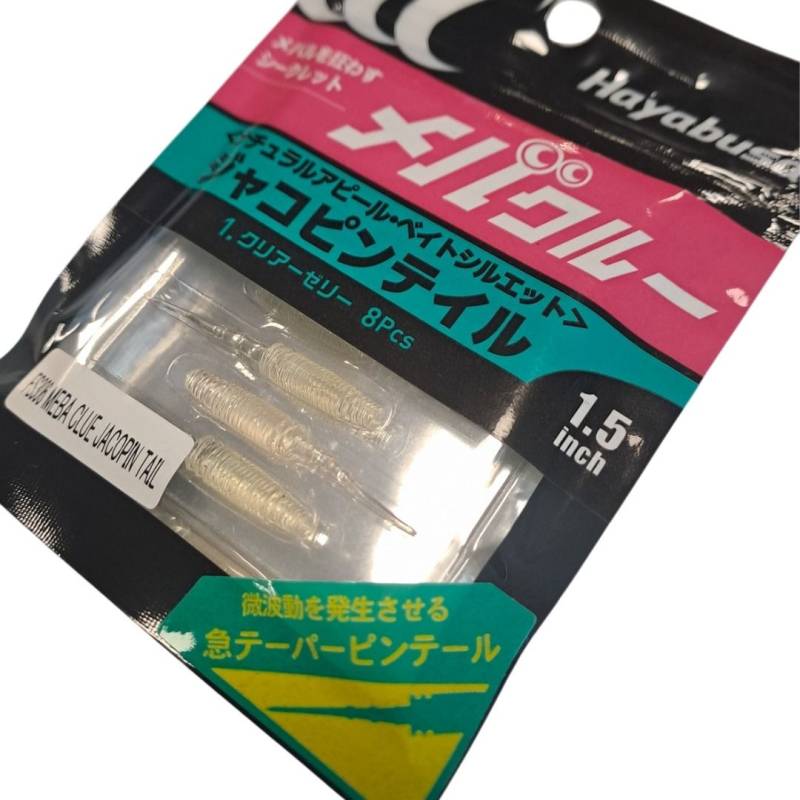 Hayabusa
メバルを狂わす
シークレット
メバクルー
<ナチュラルアピール・ベイトシルエット>
ジャコピンテイル
1.クリアーゼリー 8Pcs
1.5
inch
MEBA CLUE JACOPIN TAIL
微波動を発生させる
急テーパーピンテール